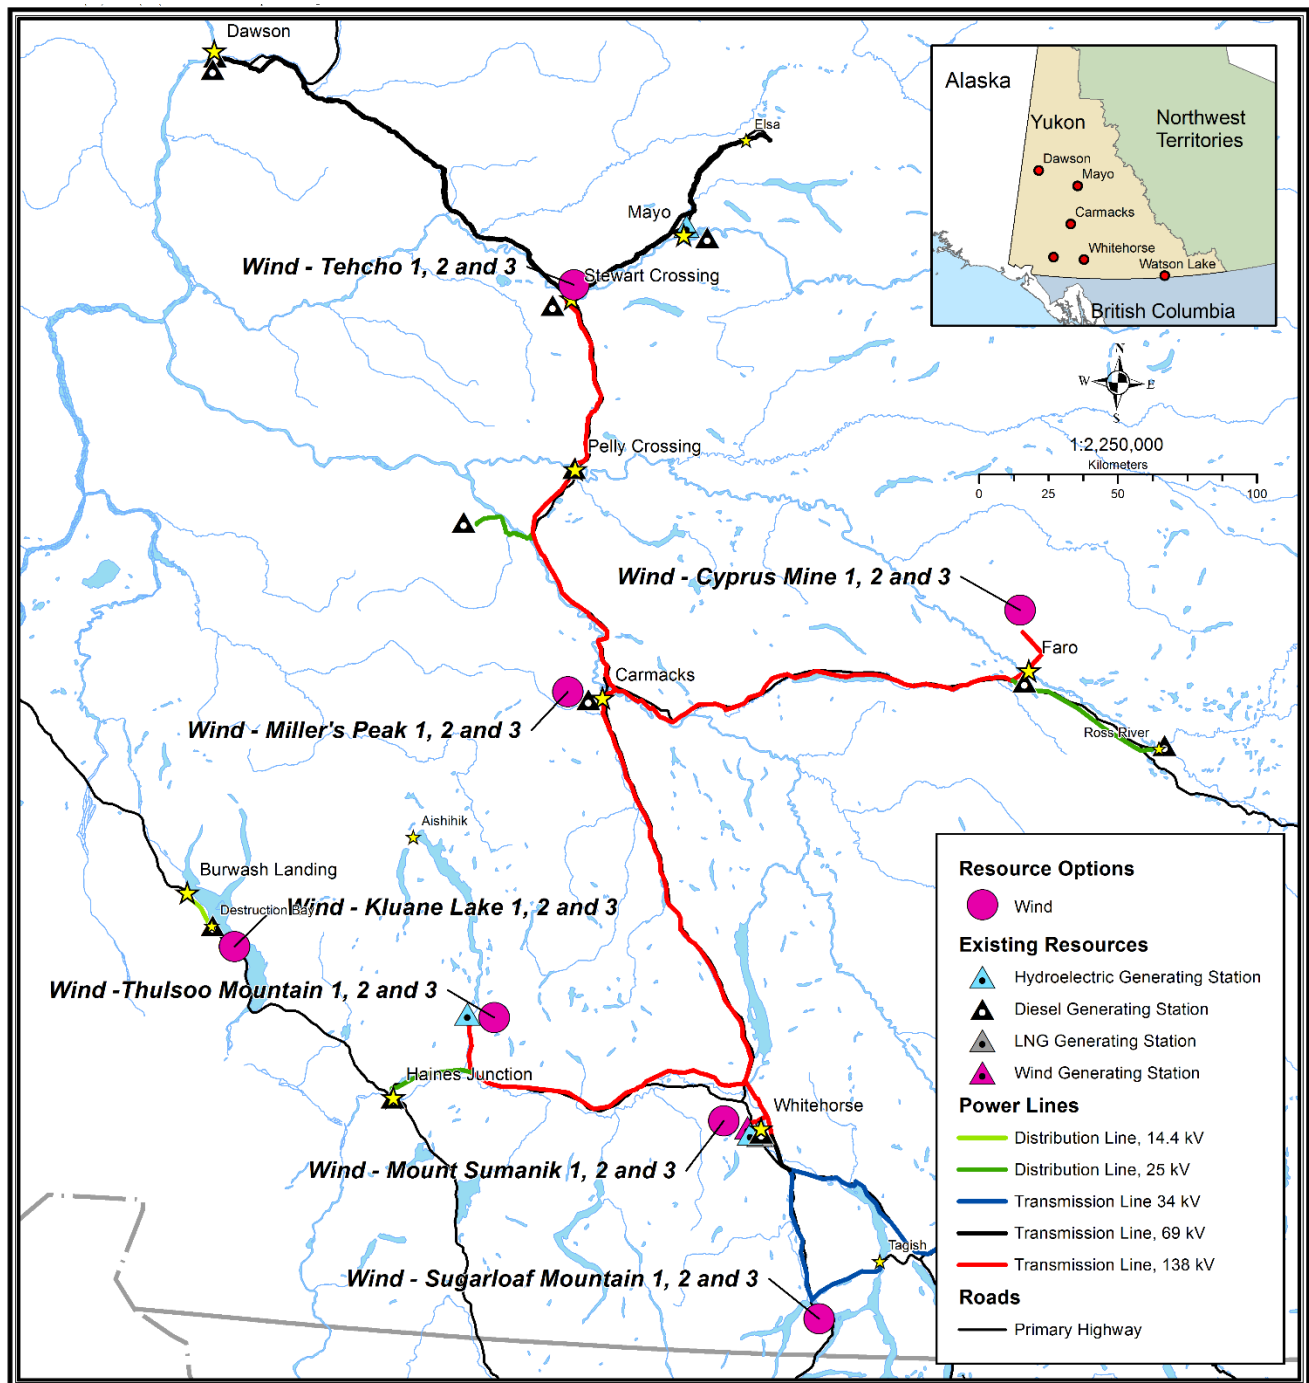 Dawson
Elsa
Mayo
Wind - Tehcho 1, 2 and 3
Stewart Crossing
Alaska
Yukon
Northwest
Territories
Dawson
Mayo
Carmacks
Whitehorse
Watson Lake
British Columbia
N
W
E
S
1:2,250,000
Kilometers
0 25 50 100
Pelly Crossing
Wind - Cyprus Mine 1, 2 and 3
Faro
Carmacks
Wind - Miller's Peak 1, 2 and 3
Ross River
Aishihik
Burwash Landing
Destruction Bay
Wind - Kluane Lake 1, 2 and 3
Wind -Thulsoo Mountain 1, 2 and 3
Haines Junction
Whitehorse
Wind - Mount Sumanik 1, 2 and 3
Tagish
Wind - Sugarloaf Mountain 1, 2 and 3
Resource Options
Wind
Existing Resources
Hydroelectric Generating Station
Diesel Generating Station
LNG Generating Station
Wind Generating Station
Power Lines
Distribution Line, 14.4 kV
Distribution Line, 25 kV
Transmission Line 34 kV
Transmission Line, 69 kV
Transmission Line, 138 kV
Roads
Primary Highway